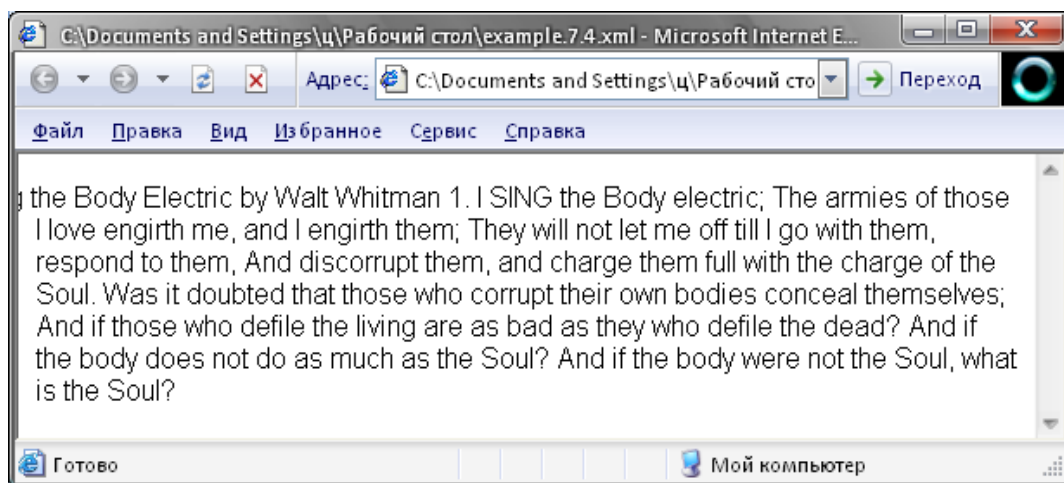 C:\Documents and Settings\ц\Рабочий стол\example.7.4.xml - Microsoft Internet E...
Адрес: C:\Documents and Settings\ц\Рабочий сто Переход
Файл Правка Вид Избранное Сервис Справка
g the Body Electric by Walt Whitman 1. I SING the Body electric; The armies of those
I love engirth me, and I engirth them; They will not let me off till I go with them,
respond to them, And discorrupt them, and charge them full with the charge of the
Soul. Was it doubted that those who corrupt their own bodies conceal themselves;
And if those who defile the living are as bad as they who defile the dead? And if
the body does not do as much as the Soul? And if the body were not the Soul, what
is the Soul?
Готово Мой компьютер